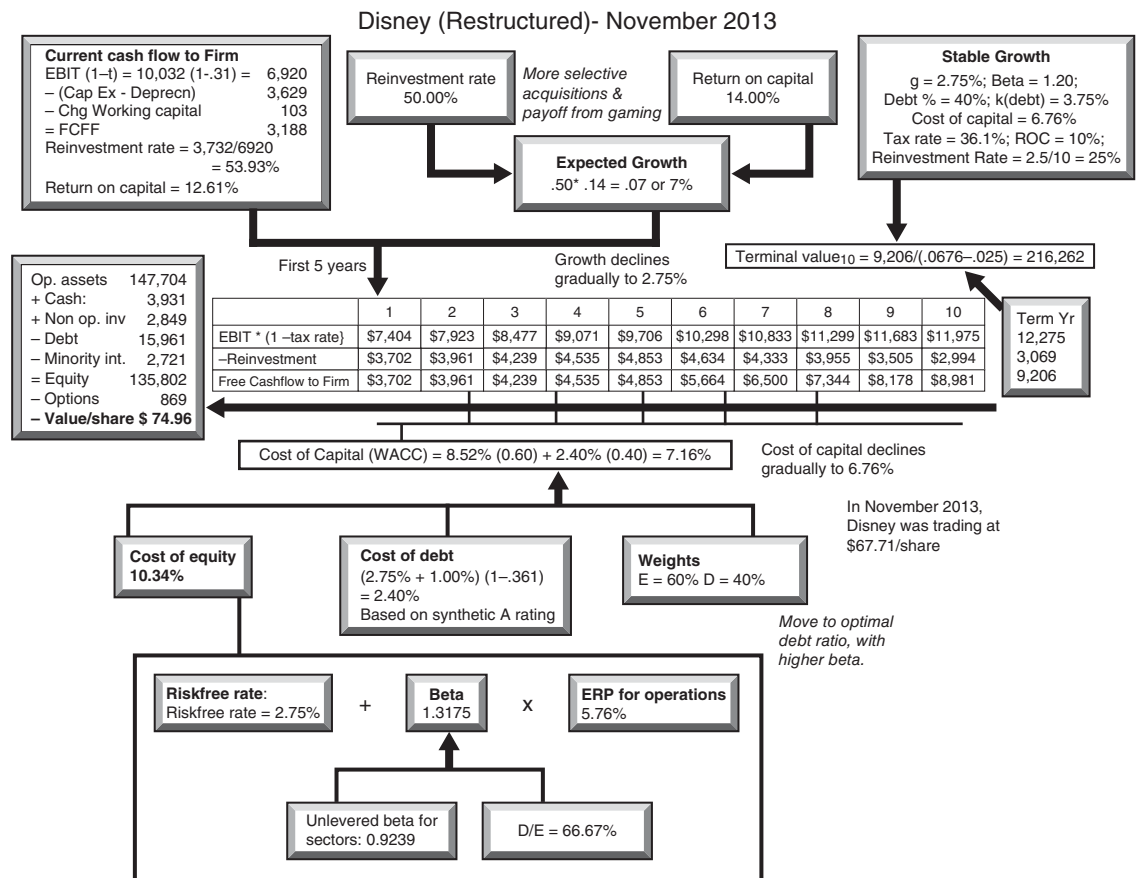 Disney (Restructured)- November 2013
Current cash flow to Firm
EBIT (1–t) = 10,032 (1-.31) = 6,920
– (Cap Ex - Deprecn) 3,629
– Chg Working capital 103
= FCFF 3,188
Reinvestment rate = 3,732/6920
= 53.93%
Return on capital = 12.61%
Reinvestment rate
50.00%
More selective
acquisitions &
payoff from gaming
Return on capital
14.00%
Expected Growth
.50* .14 = .07 or 7%
Stable Growth
g = 2.75%; Beta = 1.20;
Debt % = 40%; k(debt) = 3.75%
Cost of capital = 6.76%
Tax rate = 36.1%; ROC = 10%;
Reinvestment Rate = 2.5/10 = 25%
First 5 years
Growth declines
gradually to 2.75%
Terminal value10 = 9,206/(.0676–.025) = 216,262
Op. assets 147,704
+ Cash: 3,931
+ Non op. inv 2,849
– Debt 15,961
– Minority int. 2,721
= Equity 135,802
– Options 869
– Value/share $ 74.96
1 2 3 4 5 6 7 8 9 10
EBIT * (1 –tax rate} $7,404 $7,923 $8,477 $9,071 $9,706 $10,298 $10,833 $11,299 $11,683 $11,975
–Reinvestment $3,702 $3,961 $4,239 $4,535 $4,853 $4,634 $4,333 $3,955 $3,505 $2,994
Free Cashflow to Firm $3,702 $3,961 $4,239 $4,535 $4,853 $5,664 $6,500 $7,344 $8,178 $8,981
Term Yr
12,275
3,069
9,206
Cost of Capital (WACC) = 8.52% (0.60) + 2.40% (0.40) = 7.16%
Cost of capital declines
gradually to 6.76%
In November 2013,
Disney was trading at
$67.71/share
Cost of equity
10.34%
Cost of debt
(2.75% + 1.00%) (1–.361)
= 2.40%
Based on synthetic A rating
Weights
E = 60% D = 40%
Move to optimal
debt ratio, with
higher beta.
Riskfree rate:
Riskfree rate = 2.75%
+
Beta
1.3175
x
ERP for operations
5.76%
Unlevered beta for
sectors: 0.9239
D/E = 66.67%